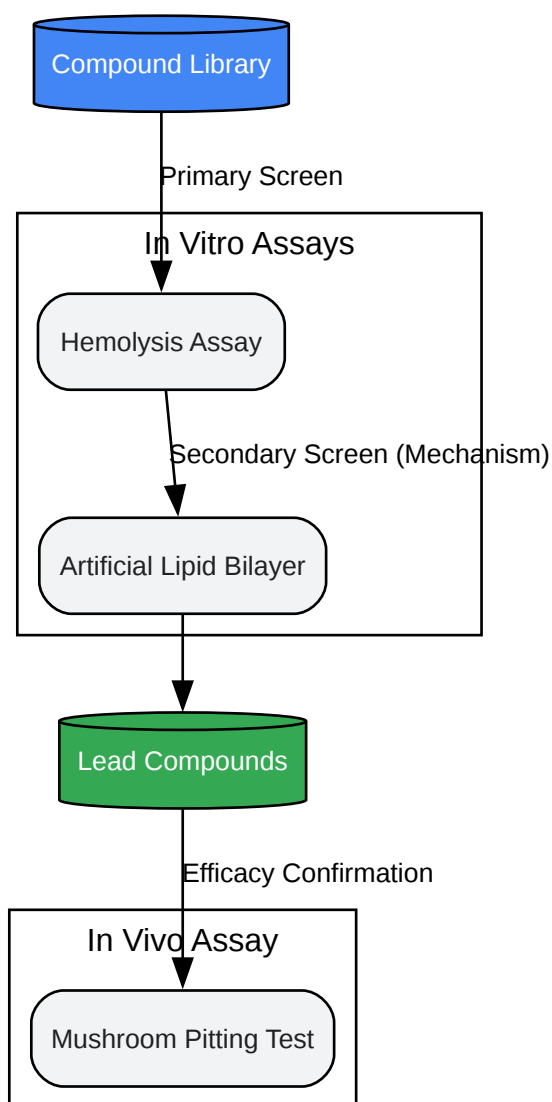 Compound Library
Primary Screen
In Vitro Assays
Hemolysis Assay
Secondary Screen (Mechanism)
Artificial Lipid Bilayer
Lead Compounds
Efficacy Confirmation
In Vivo Assay
Mushroom Pitting Test